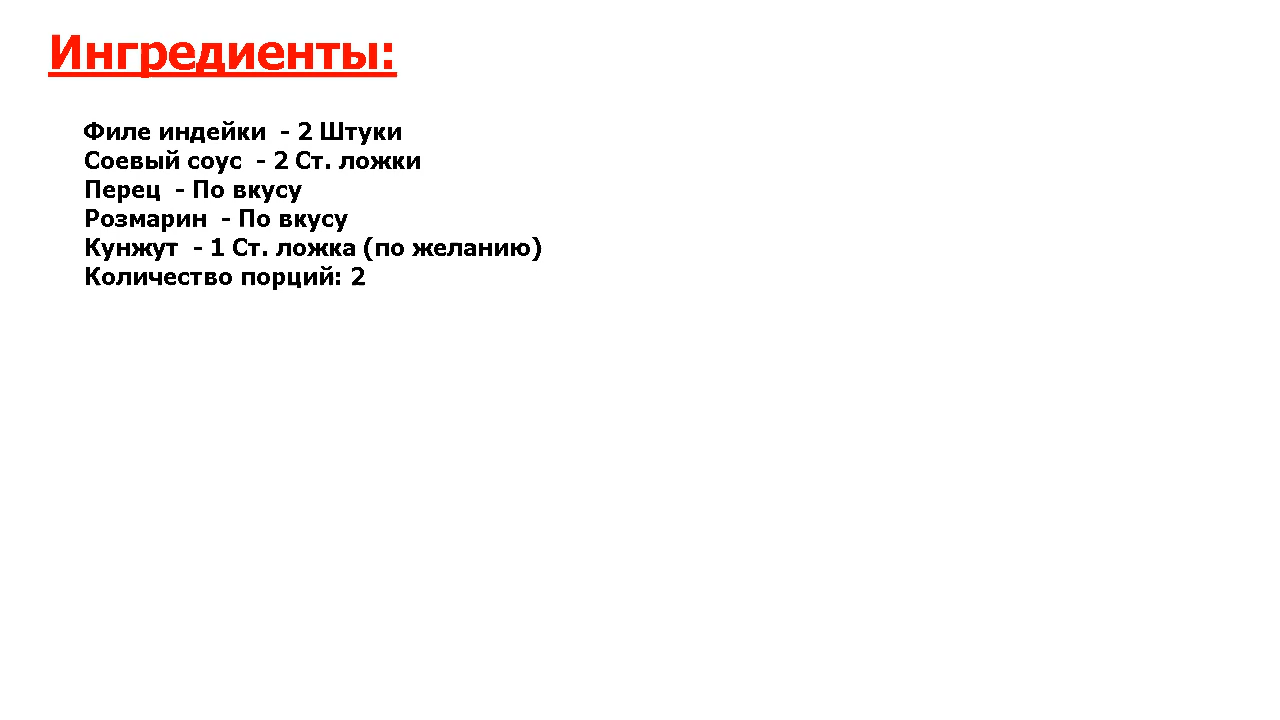 Ингредиенты:
Филе индейки  - 2 Штуки
Соевый соус  - 2 Ст. ложки
Перец  - По вкусу
Розмарин  - По вкусу
Кунжут  - 1 Ст. ложка (по желанию)
Количество порций: 2